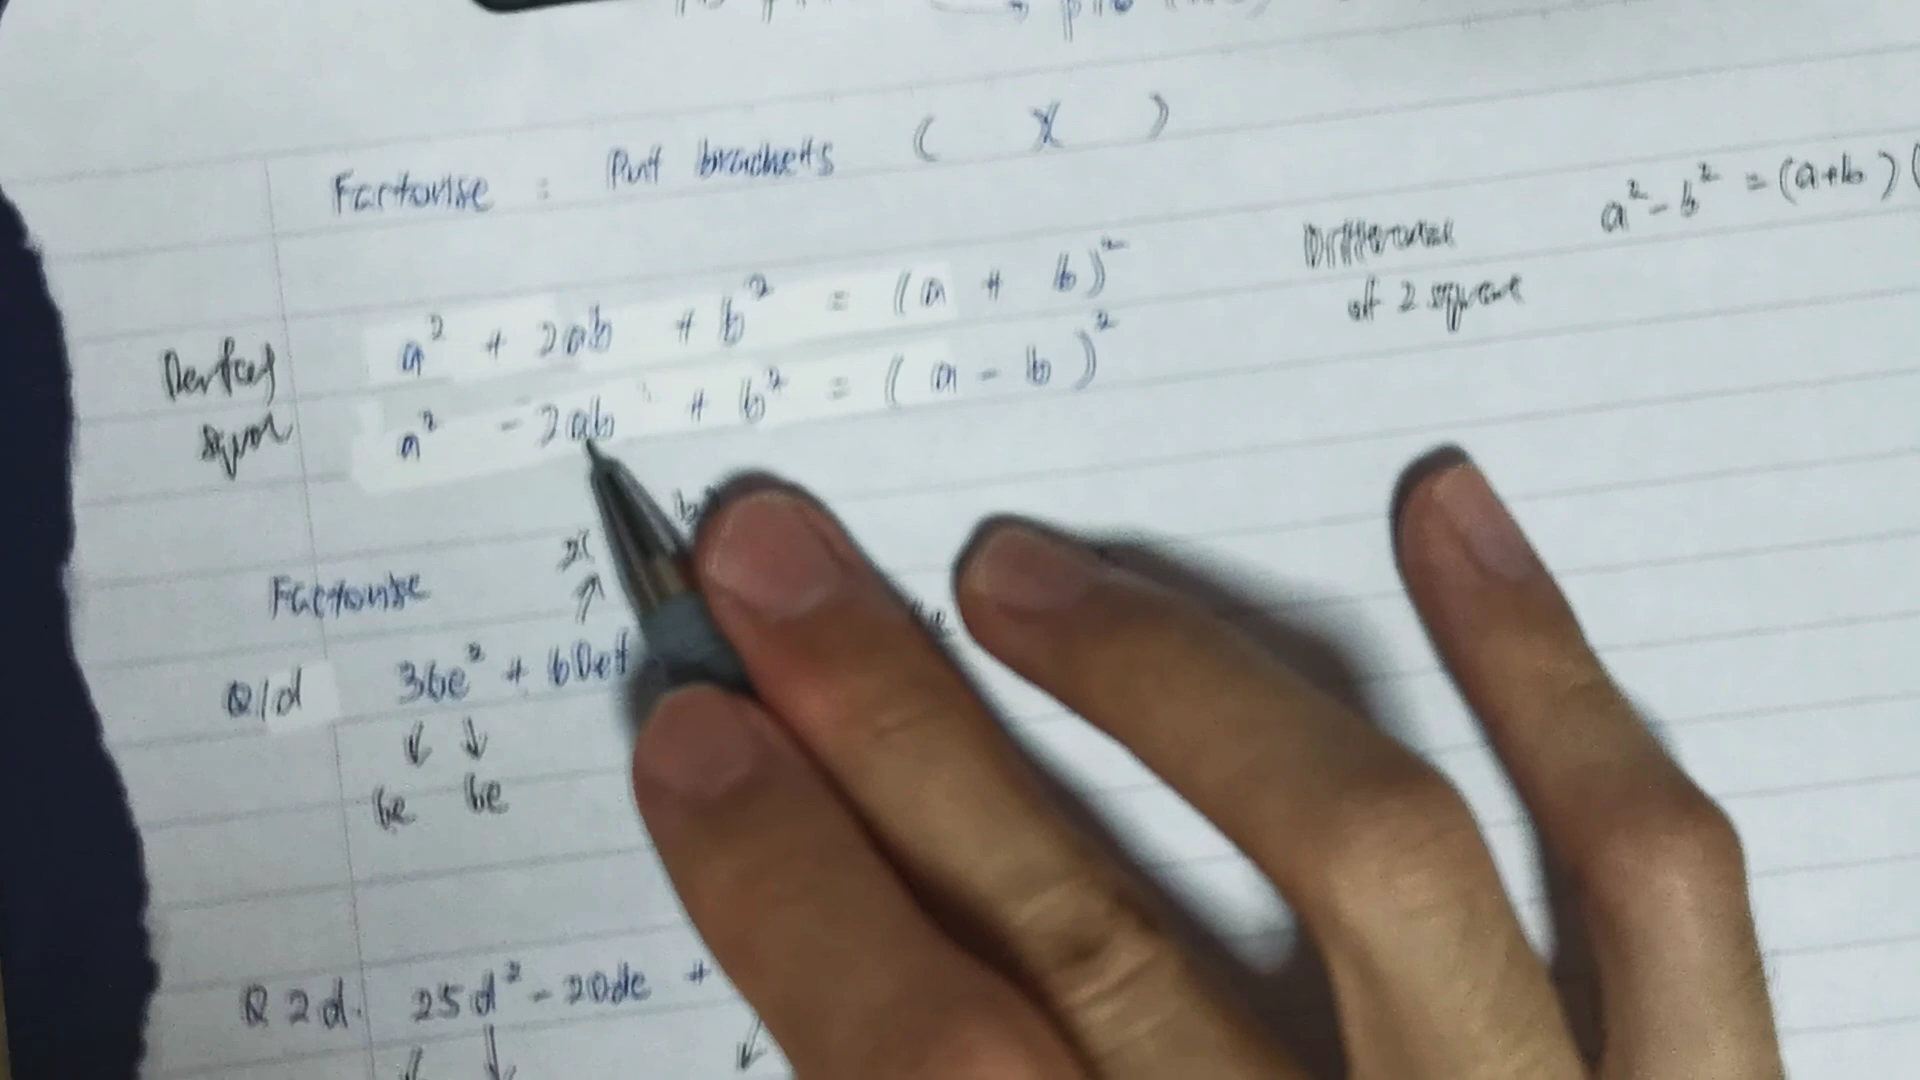 Factorise : Put brackets ( X )
a² + 2ab + b² = (a + b)²
a² - 2ab + b² = (a - b)²
Perfect
square
Difference
of 2 square
a² - b² = (a+b) (
Factorise
Q1d 36e² + 60ef
6e 6e
Q2d. 25d² - 20de +